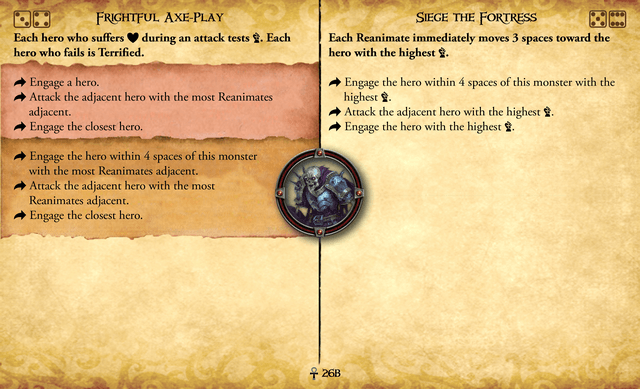 Frightful Axe-Play
Each hero who suffers during an attack tests . Each
hero who fails is Terrified.
Engage a hero.
Attack the adjacent hero with the most Reanimates
adjacent.
Engage the closest hero.
Engage the hero within 4 spaces of this monster
with the most Reanimates adjacent.
Attack the adjacent hero with the most
Reanimates adjacent.
Engage the closest hero.
Siege the Fortress
Each Reanimate immediately moves 3 spaces toward the
hero with the highest .
Engage the hero within 4 spaces of this monster with the
highest .
Attack the adjacent hero with the highest .
Engage the hero with the highest .
26B